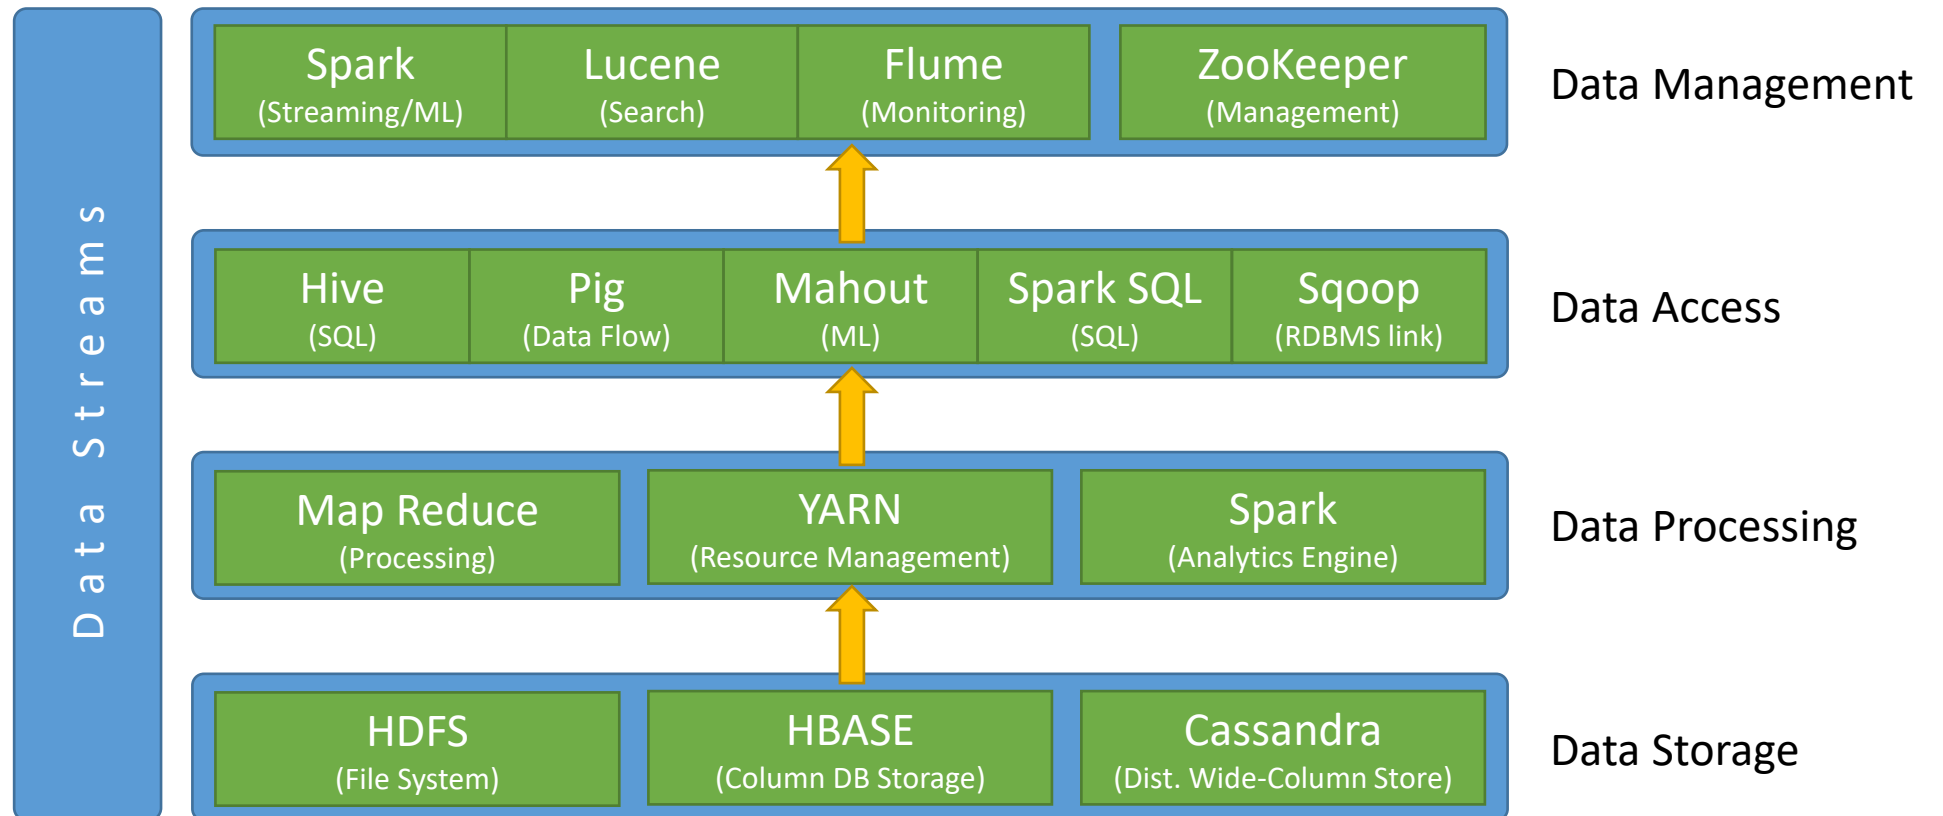 Data Streams
Spark
(Streaming/ML)
Lucene
(Search)
Flume
(Monitoring)
ZooKeeper
(Management)
Data Management
Hive
(SQL)
Pig
(Data Flow)
Mahout
(ML)
Spark SQL
(SQL)
Sqoop
(RDBMS link)
Data Access
Map Reduce
(Processing)
YARN
(Resource Management)
Spark
(Analytics Engine)
Data Processing
HDFS
(File System)
HBASE
(Column DB Storage)
Cassandra
(Dist. Wide-Column Store)
Data Storage